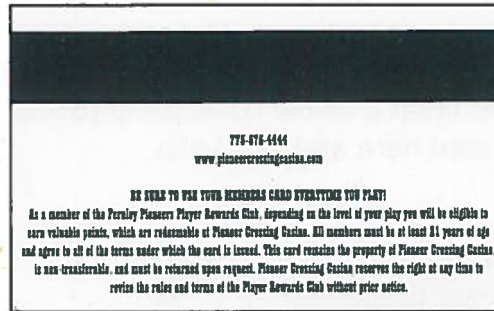 775-575-4444
www.pioneercrossingcasino.com
BE SURE TO USE YOUR MEMBERS CARD EVERYTIME YOU PLAY!
As a member of the Fernley Pioneers Player Rewards Club, depending on the level of your play you will be eligible to
earn valuable points, which are redeemable at Pioneer Crossing Casino. All members must be at least 21 years of age
and agree to all of the terms under which the card is issued. This card remains the property of Pioneer Crossing Casino,
is non-transferable, and must be returned upon request. Pioneer Crossing Casino reserves the right at any time to
revise the rules and terms of the Player Rewards Club without prior notice.